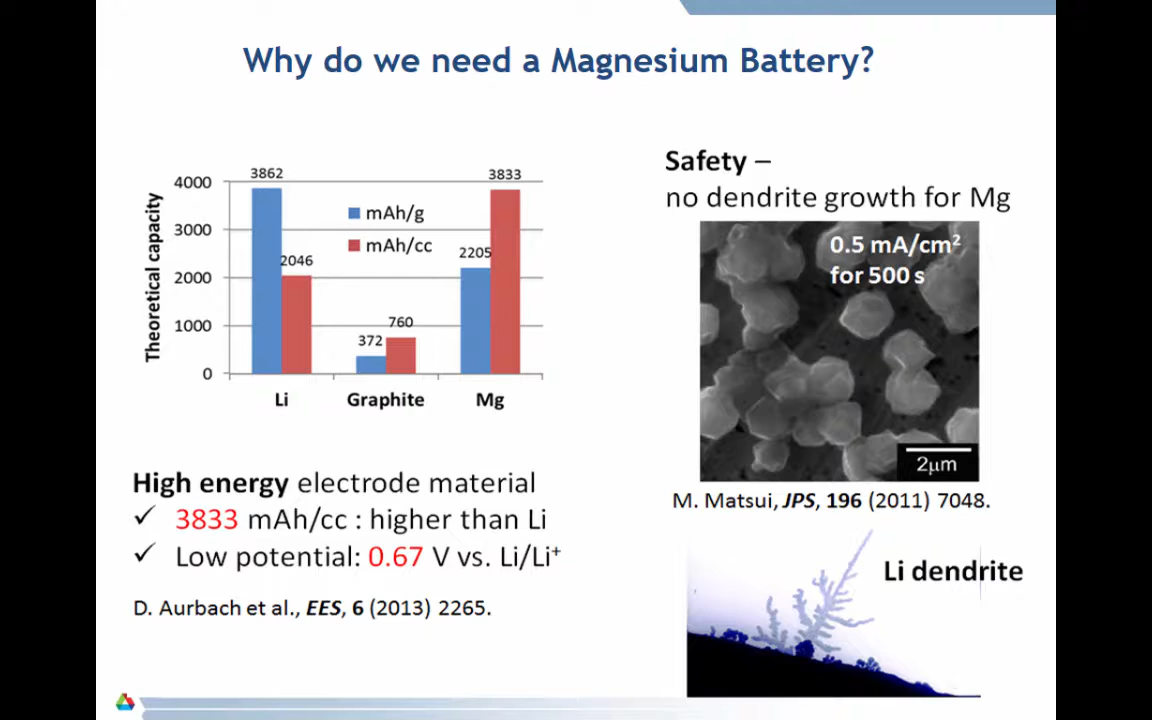 Why do we need a Magnesium Battery?
Theoretical capacity
4000
3000
2000
1000
0
3862
2046
372
760
2205
3833
mAh/g
mAh/cc
Li
Graphite
Mg
High energy electrode material
✓ 3833 mAh/cc : higher than Li
✓ Low potential: 0.67 V vs. Li/Li⁺
D. Aurbach et al., EES, 6 (2013) 2265.
Safety –
no dendrite growth for Mg
0.5 mA/cm²
for 500 s
2μm
M. Matsui, JPS, 196 (2011) 7048.
Li dendrite